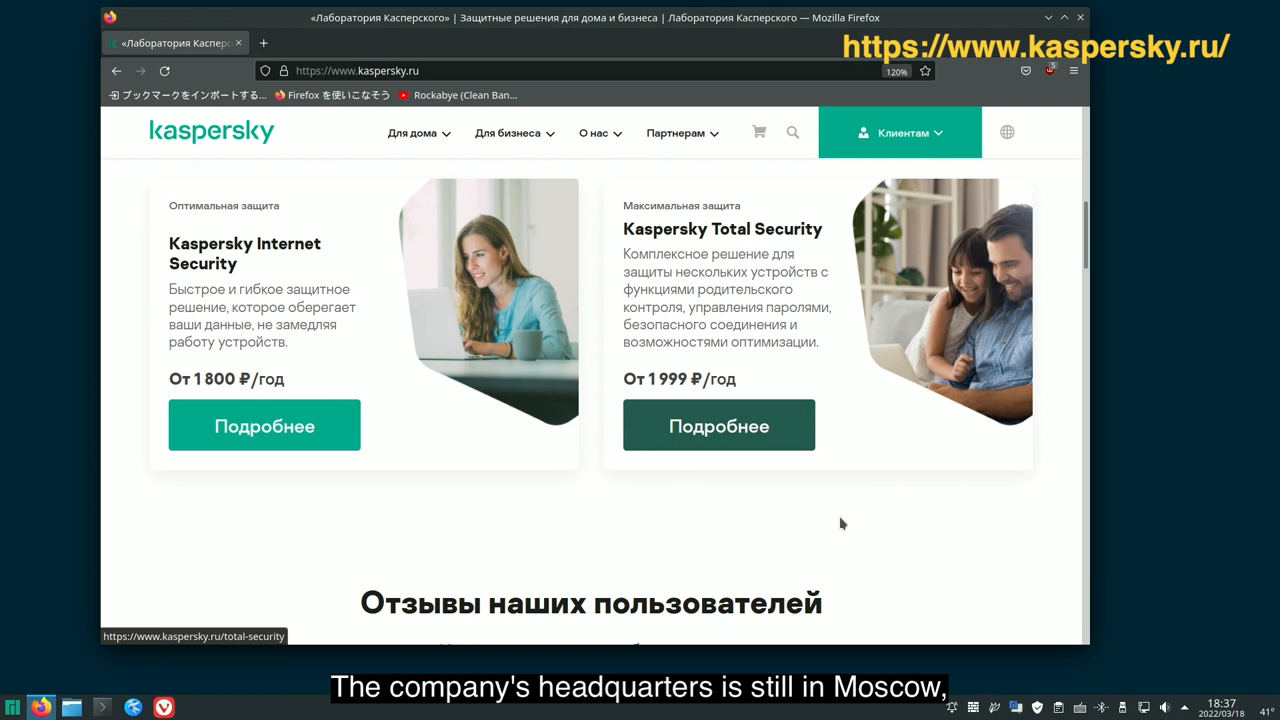 «Лаборатория Касперского» | Защитные решения для дома и бизнеса | Лаборатория Касперского — Mozilla Firefox
«Лаборатория Касперс
https://www.kaspersky.ru/
https://www.kaspersky.ru
120%
5
ブックマークをインポートする... Firefox を使いこなそう Rockabye (Clean Ban...
kaspersky
Для дома Для бизнеса О нас Партнерам Клиентам
Оптимальная защита
Kaspersky Internet
Security
Быстрое и гибкое защитное
решение, которое оберегает
ваши данные, не замедляя
работу устройств.
От 1 800 ₽/год
Подробнее
Максимальная защита
Kaspersky Total Security
Комплексное решение для
защиты нескольких устройств с
функциями родительского
контроля, управления паролями,
безопасного соединения и
возможностями оптимизации.
От 1 999 ₽/год
Подробнее
Отзывы наших пользователей
https://www.kaspersky.ru/total-security
The company's headquarters is still in Moscow,
18:37
2022/03/18
41°